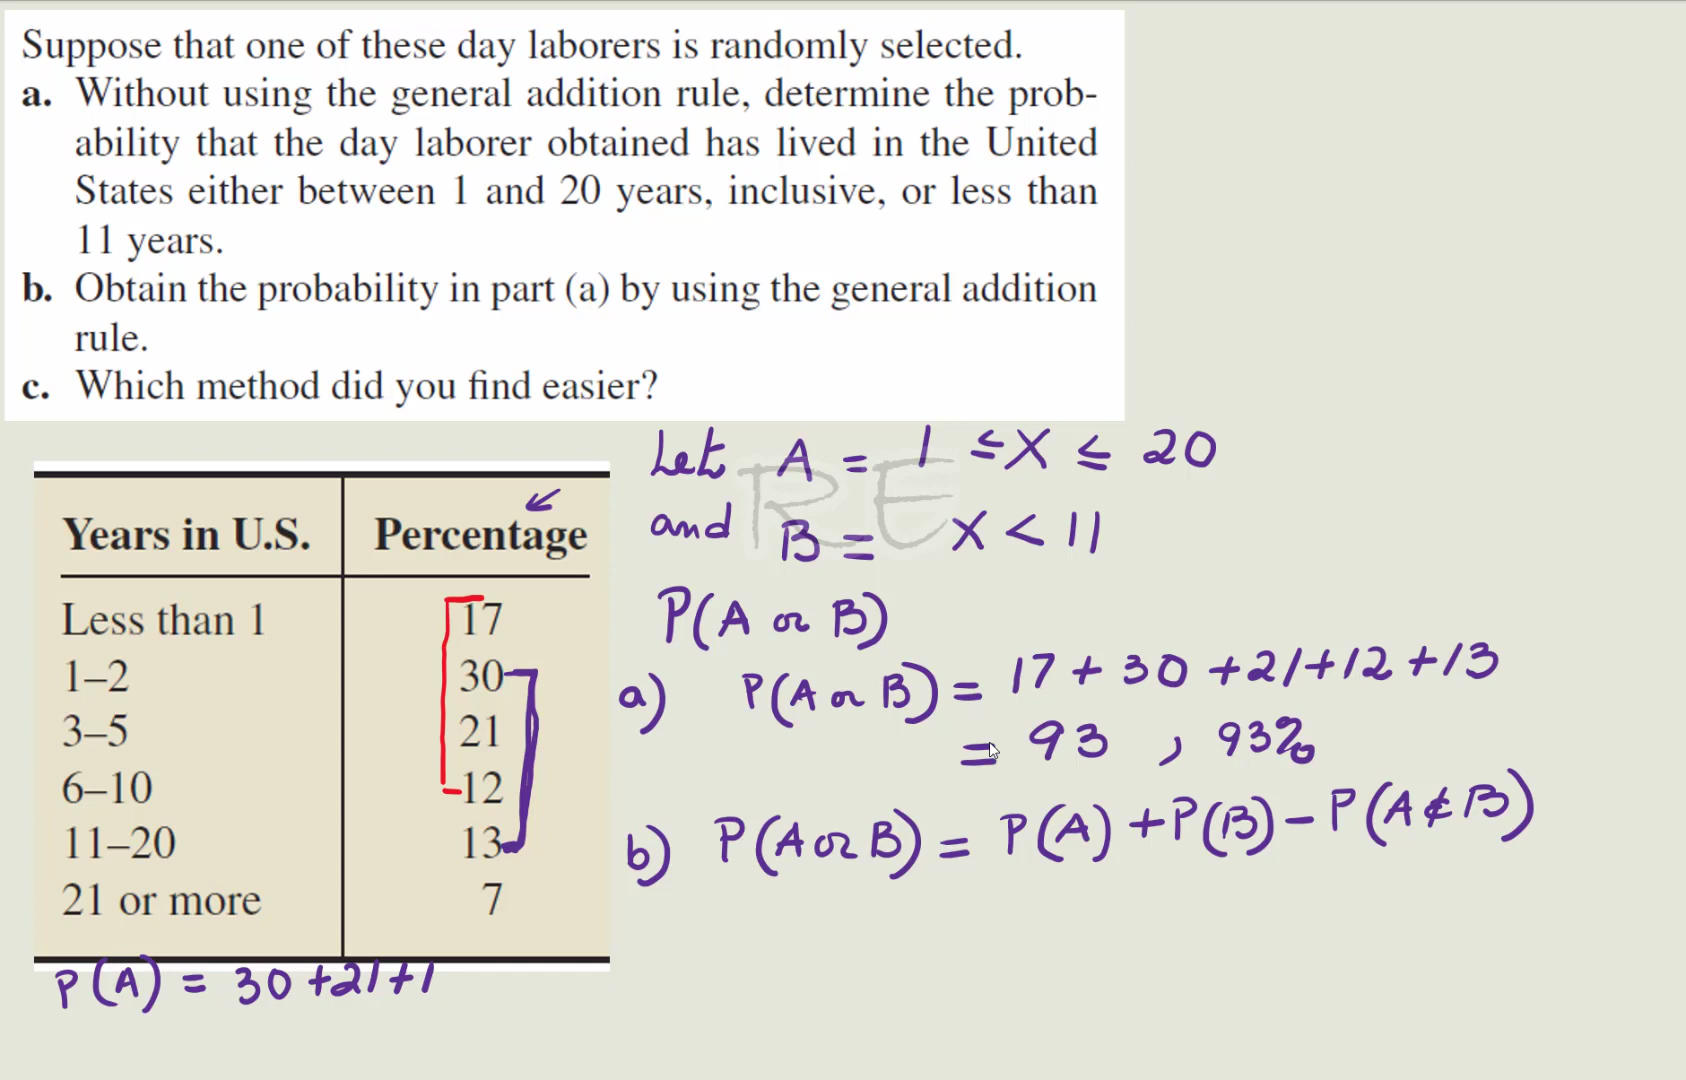 Suppose that one of these day laborers is randomly selected.
a. Without using the general addition rule, determine the prob-
ability that the day laborer obtained has lived in the United
States either between 1 and 20 years, inclusive, or less than
11 years.
b. Obtain the probability in part (a) by using the general addition
rule.
c. Which method did you find easier?
Let A = 1 ≤ X ≤ 20
and B = X < 11
P(A or B)
a) P(A or B) = 17 + 30 + 21 + 12 + 13
= 93 , 93%
b) P(A or B) = P(A) + P(B) - P(A & B)
RE
Years in U.S. Percentage
Less than 1 17
1–2 30
3–5 21
6–10 12
11–20 13
21 or more 7
P(A) = 30 + 21 + 1